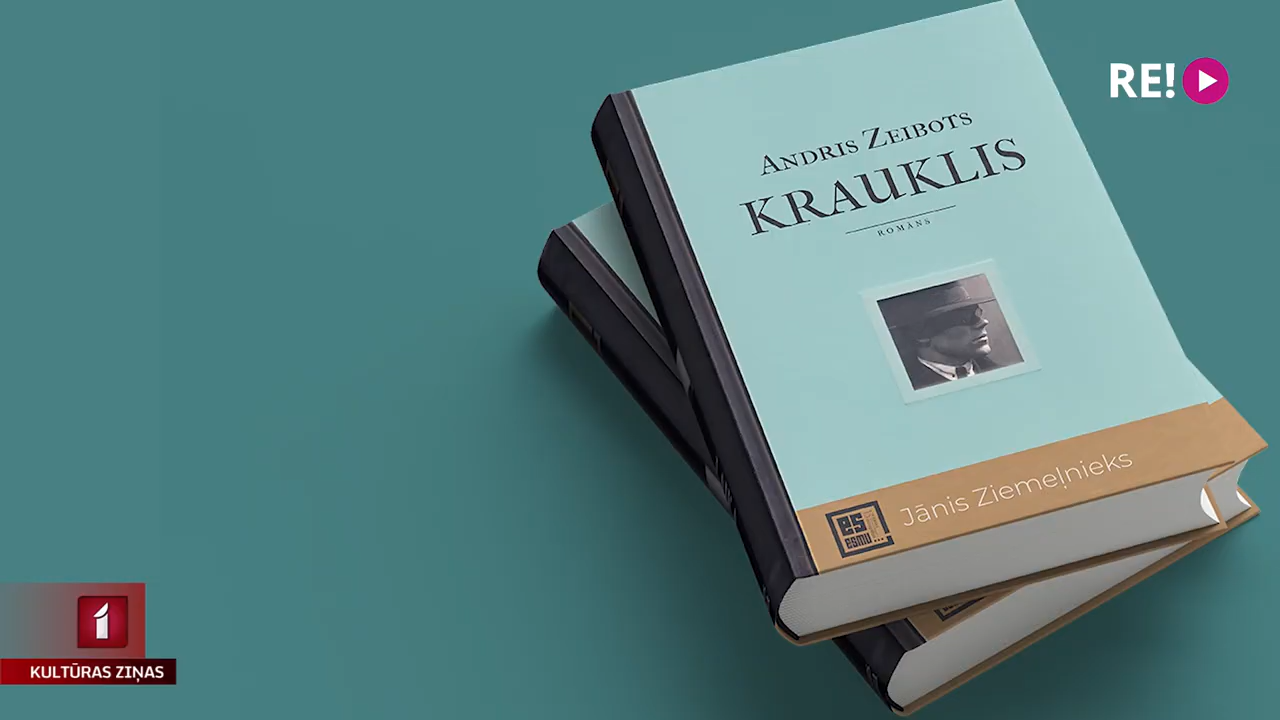 RE!
ANDRIS ZEIBOTS
KRAUKLIS
ROMĀNS
es
esmu...
Jānis Ziemeļnieks
1
KULTŪRAS ZIŅAS